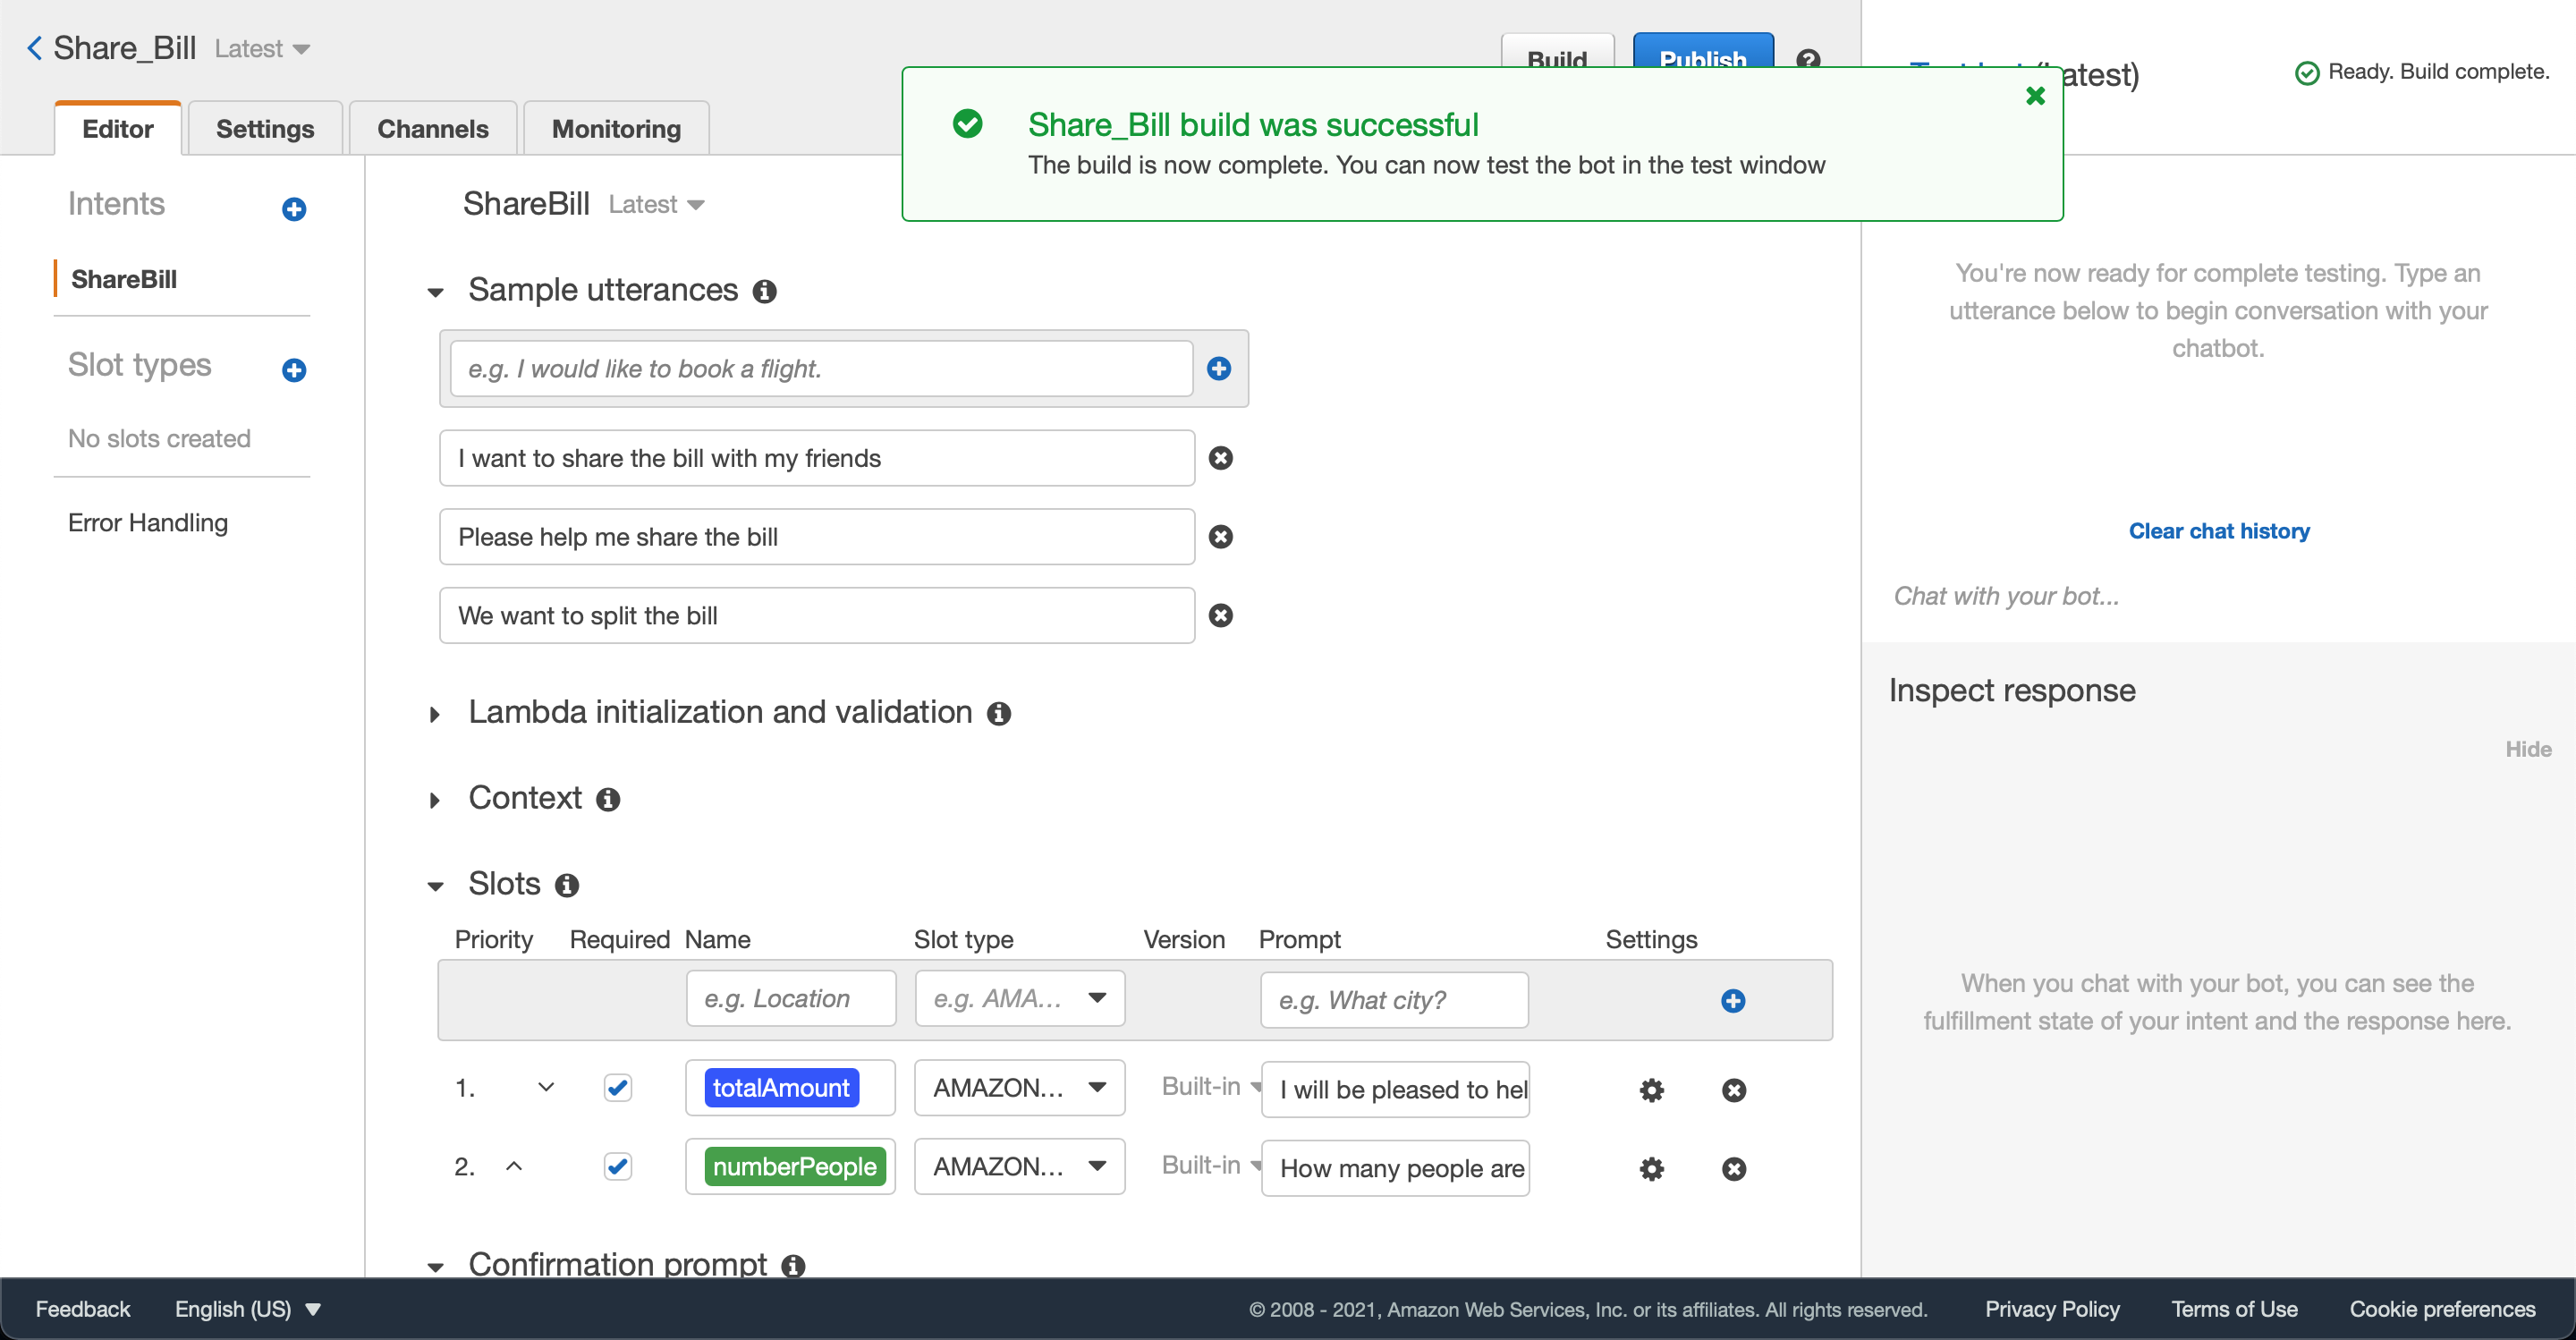 Share_Bill Latest
Build
Publish
?
Test bot (Latest)
Ready. Build complete.
Share_Bill build was successful
The build is now complete. You can now test the bot in the test window
Editor
Settings
Channels
Monitoring
Intents
ShareBill
Slot types
No slots created
Error Handling
ShareBill Latest
Sample utterances
e.g. I would like to book a flight.
I want to share the bill with my friends
Please help me share the bill
We want to split the bill
Lambda initialization and validation
Context
Slots
Priority Required Name Slot type Version Prompt Settings
e.g. Location e.g. AMA... e.g. What city?
1. totalAmount AMAZON... Built-in I will be pleased to hel
2. numberPeople AMAZON... Built-in How many people are
Confirmation prompt
You're now ready for complete testing. Type an
utterance below to begin conversation with your
chatbot.
Clear chat history
Chat with your bot...
Inspect response
Hide
When you chat with your bot, you can see the
fulfillment state of your intent and the response here.
Feedback English (US)
© 2008 - 2021, Amazon Web Services, Inc. or its affiliates. All rights reserved. Privacy Policy Terms of Use Cookie preferences